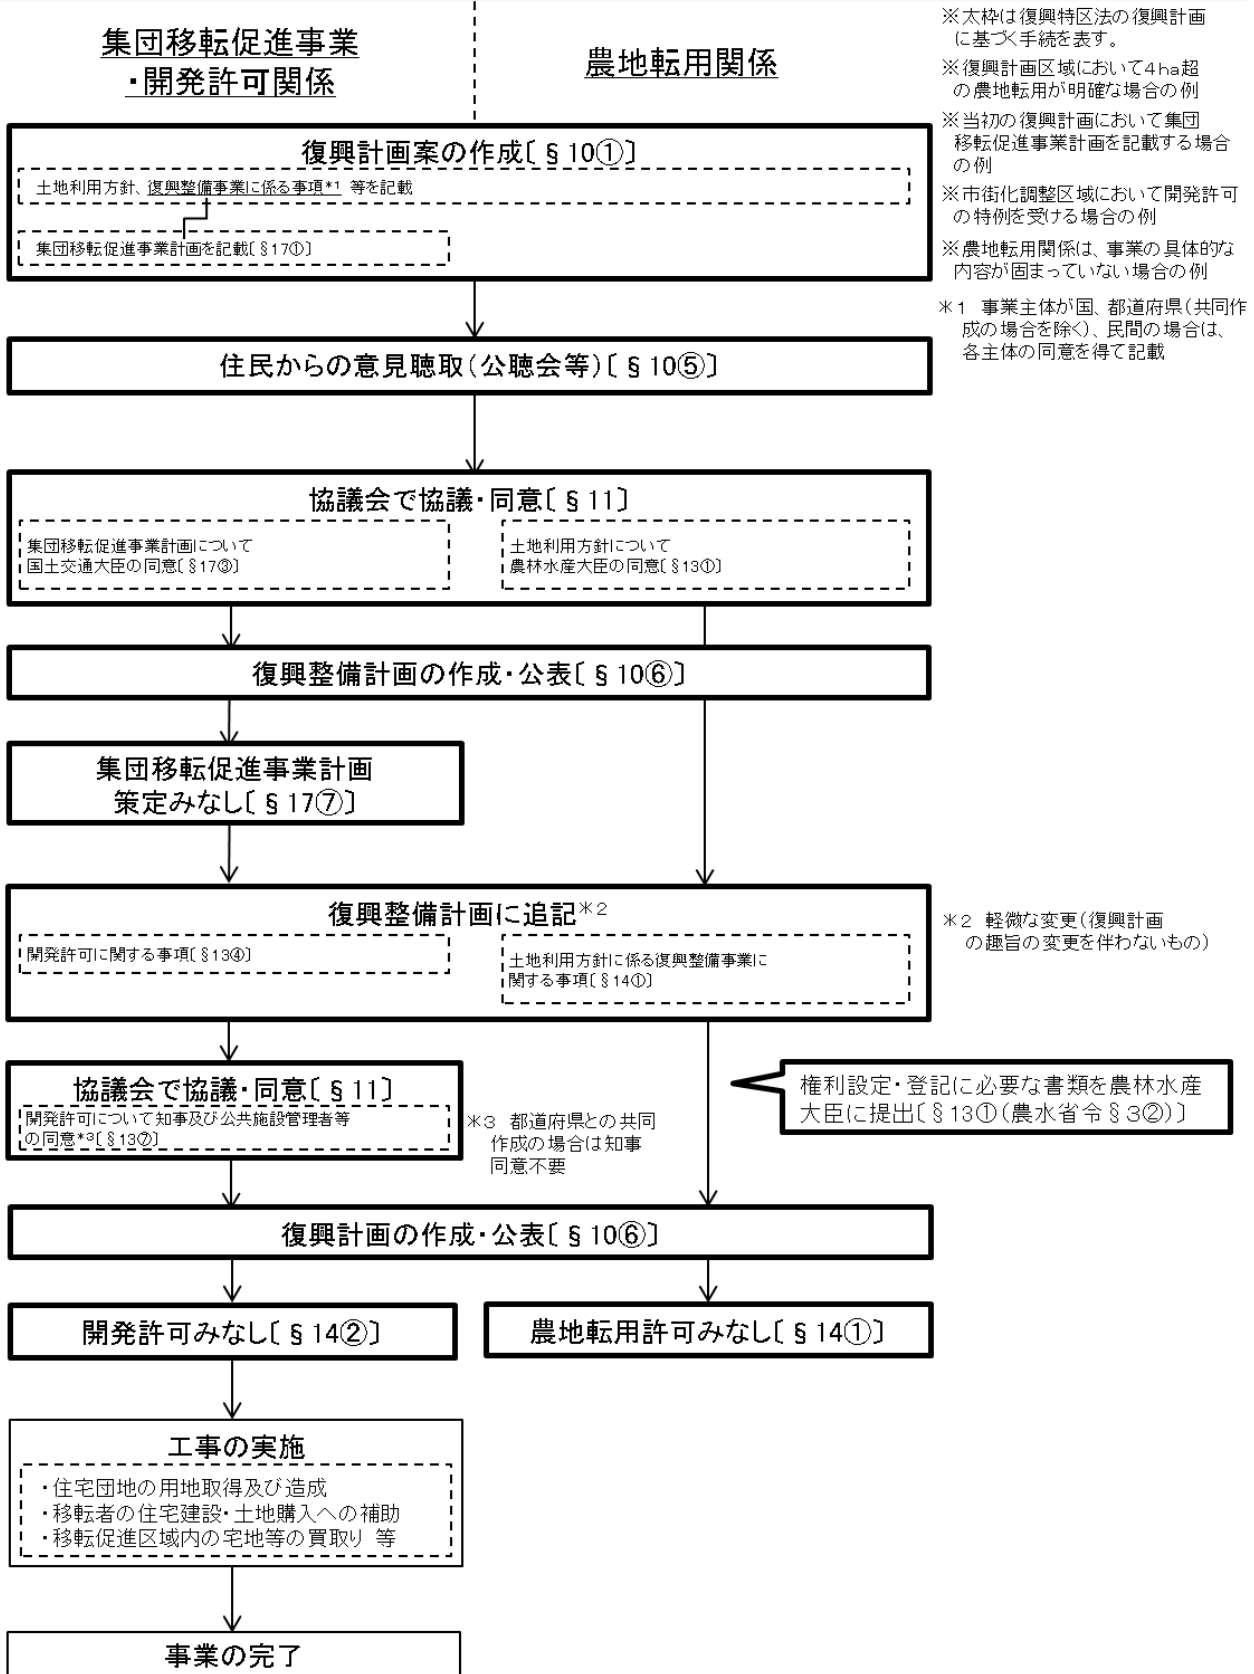 集団移転促進事業
・開発許可関係
農地転用関係
※太枠は復興特区法の復興計画
に基づく手続を表す。
※復興計画区域において4ha超
の農地転用が明確な場合の例
※当初の復興計画において集団
移転促進事業計画を記載する場合
の例
※市街化調整区域において開発許可
の特例を受ける場合の例
※農地転用関係は、事業の具体的な
内容が固まっていない場合の例
＊1 事業主体が国、都道府県（共同作
成の場合を除く）、民間の場合は、
各主体の同意を得て記載
復興計画案の作成〔§10①〕
土地利用方針、復興整備事業に係る事項*1 等を記載
集団移転促進事業計画を記載〔§17①〕
住民からの意見聴取（公聴会等）〔§10⑤〕
協議会で協議・同意〔§11〕
集団移転促進事業計画について
国土交通大臣の同意〔§17③〕
土地利用方針について
農林水産大臣の同意〔§13①〕
復興整備計画の作成・公表〔§10⑥〕
集団移転促進事業計画
策定みなし〔§17⑦〕
復興整備計画に追記＊2
開発許可に関する事項〔§13④〕
土地利用方針に係る復興整備事業に
関する事項〔§14①〕
＊2 軽微な変更（復興計画
の趣旨の変更を伴わないもの）
協議会で協議・同意〔§11〕
開発許可について知事及び公共施設管理者等
の同意*3〔§13⑦〕
＊3 都道府県との共同
作成の場合は知事
同意不要
権利設定・登記に必要な書類を農林水産
大臣に提出〔§13①（農水省令§3②）〕
復興計画の作成・公表〔§10⑥〕
開発許可みなし〔§14②〕
農地転用許可みなし〔§14①〕
工事の実施
・住宅団地の用地取得及び造成
・移転者の住宅建設・土地購入への補助
・移転促進区域内の宅地等の買取り 等
事業の完了